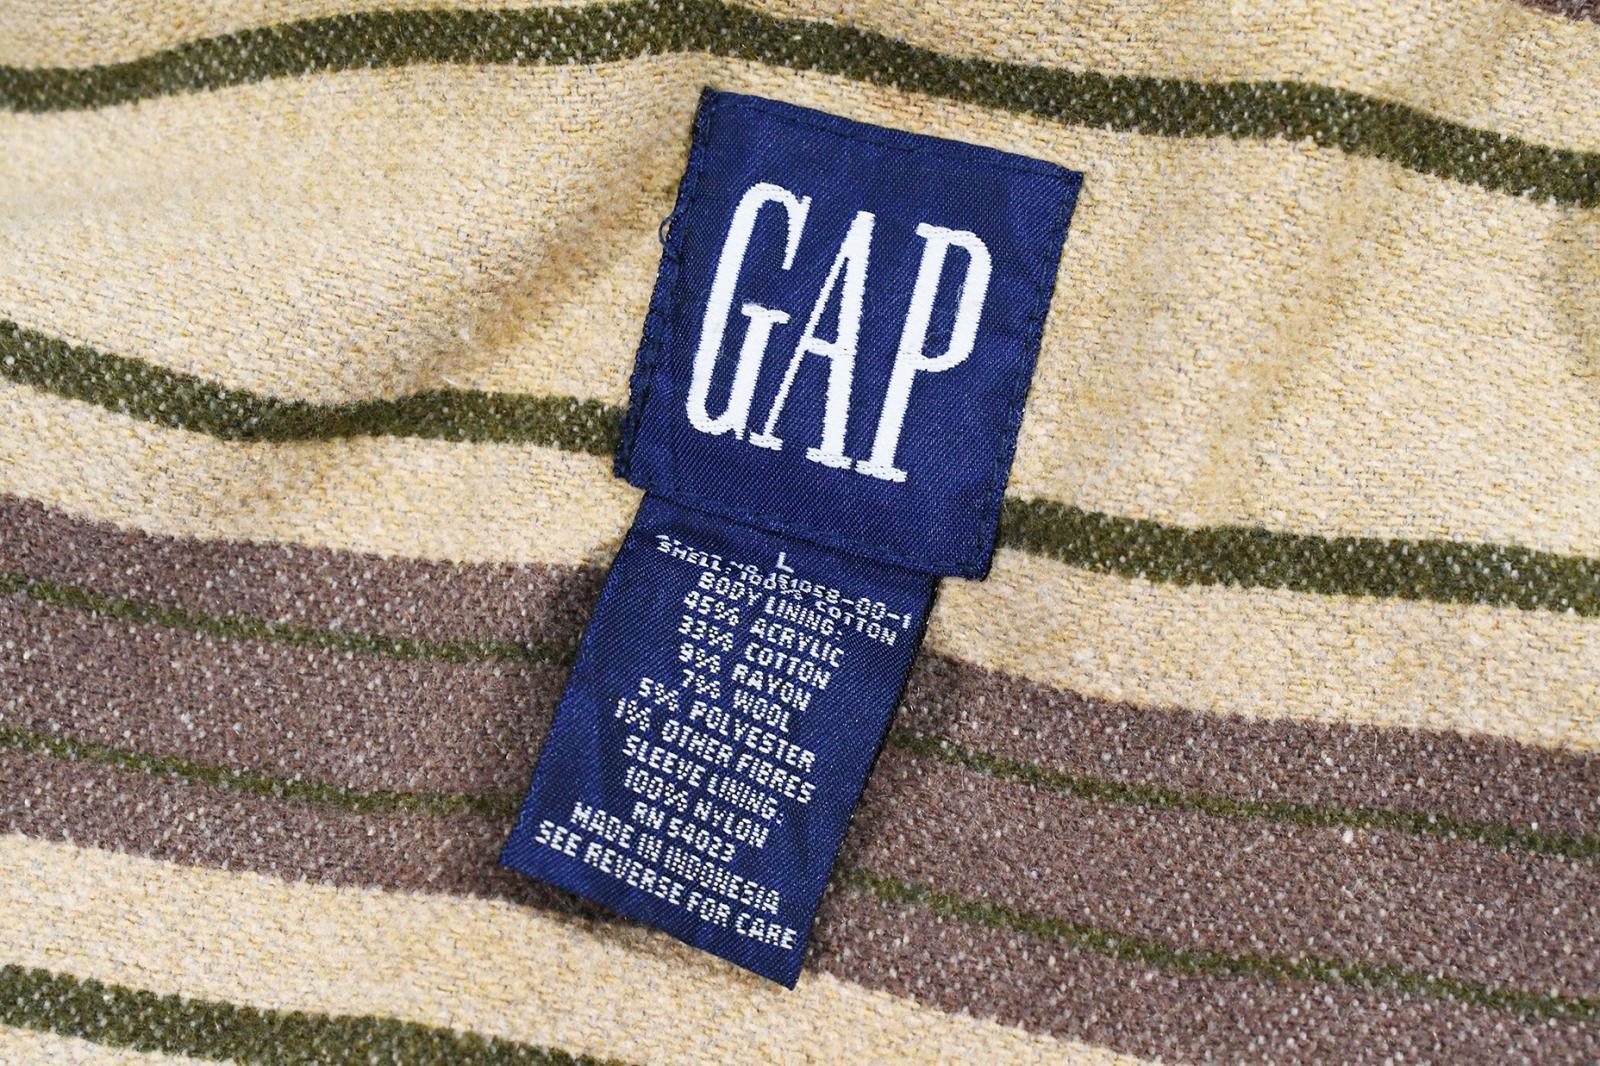 GAP
L
BODY LINING:
45% ACRYLIC
33% COTTON
9% RAYON
7% WOOL
5% POLYESTER
1% OTHER FIBRES
SLEEVE LINING:
100% NYLON
RN 54023
MADE IN INDONESIA
SEE REVERSE FOR CARE